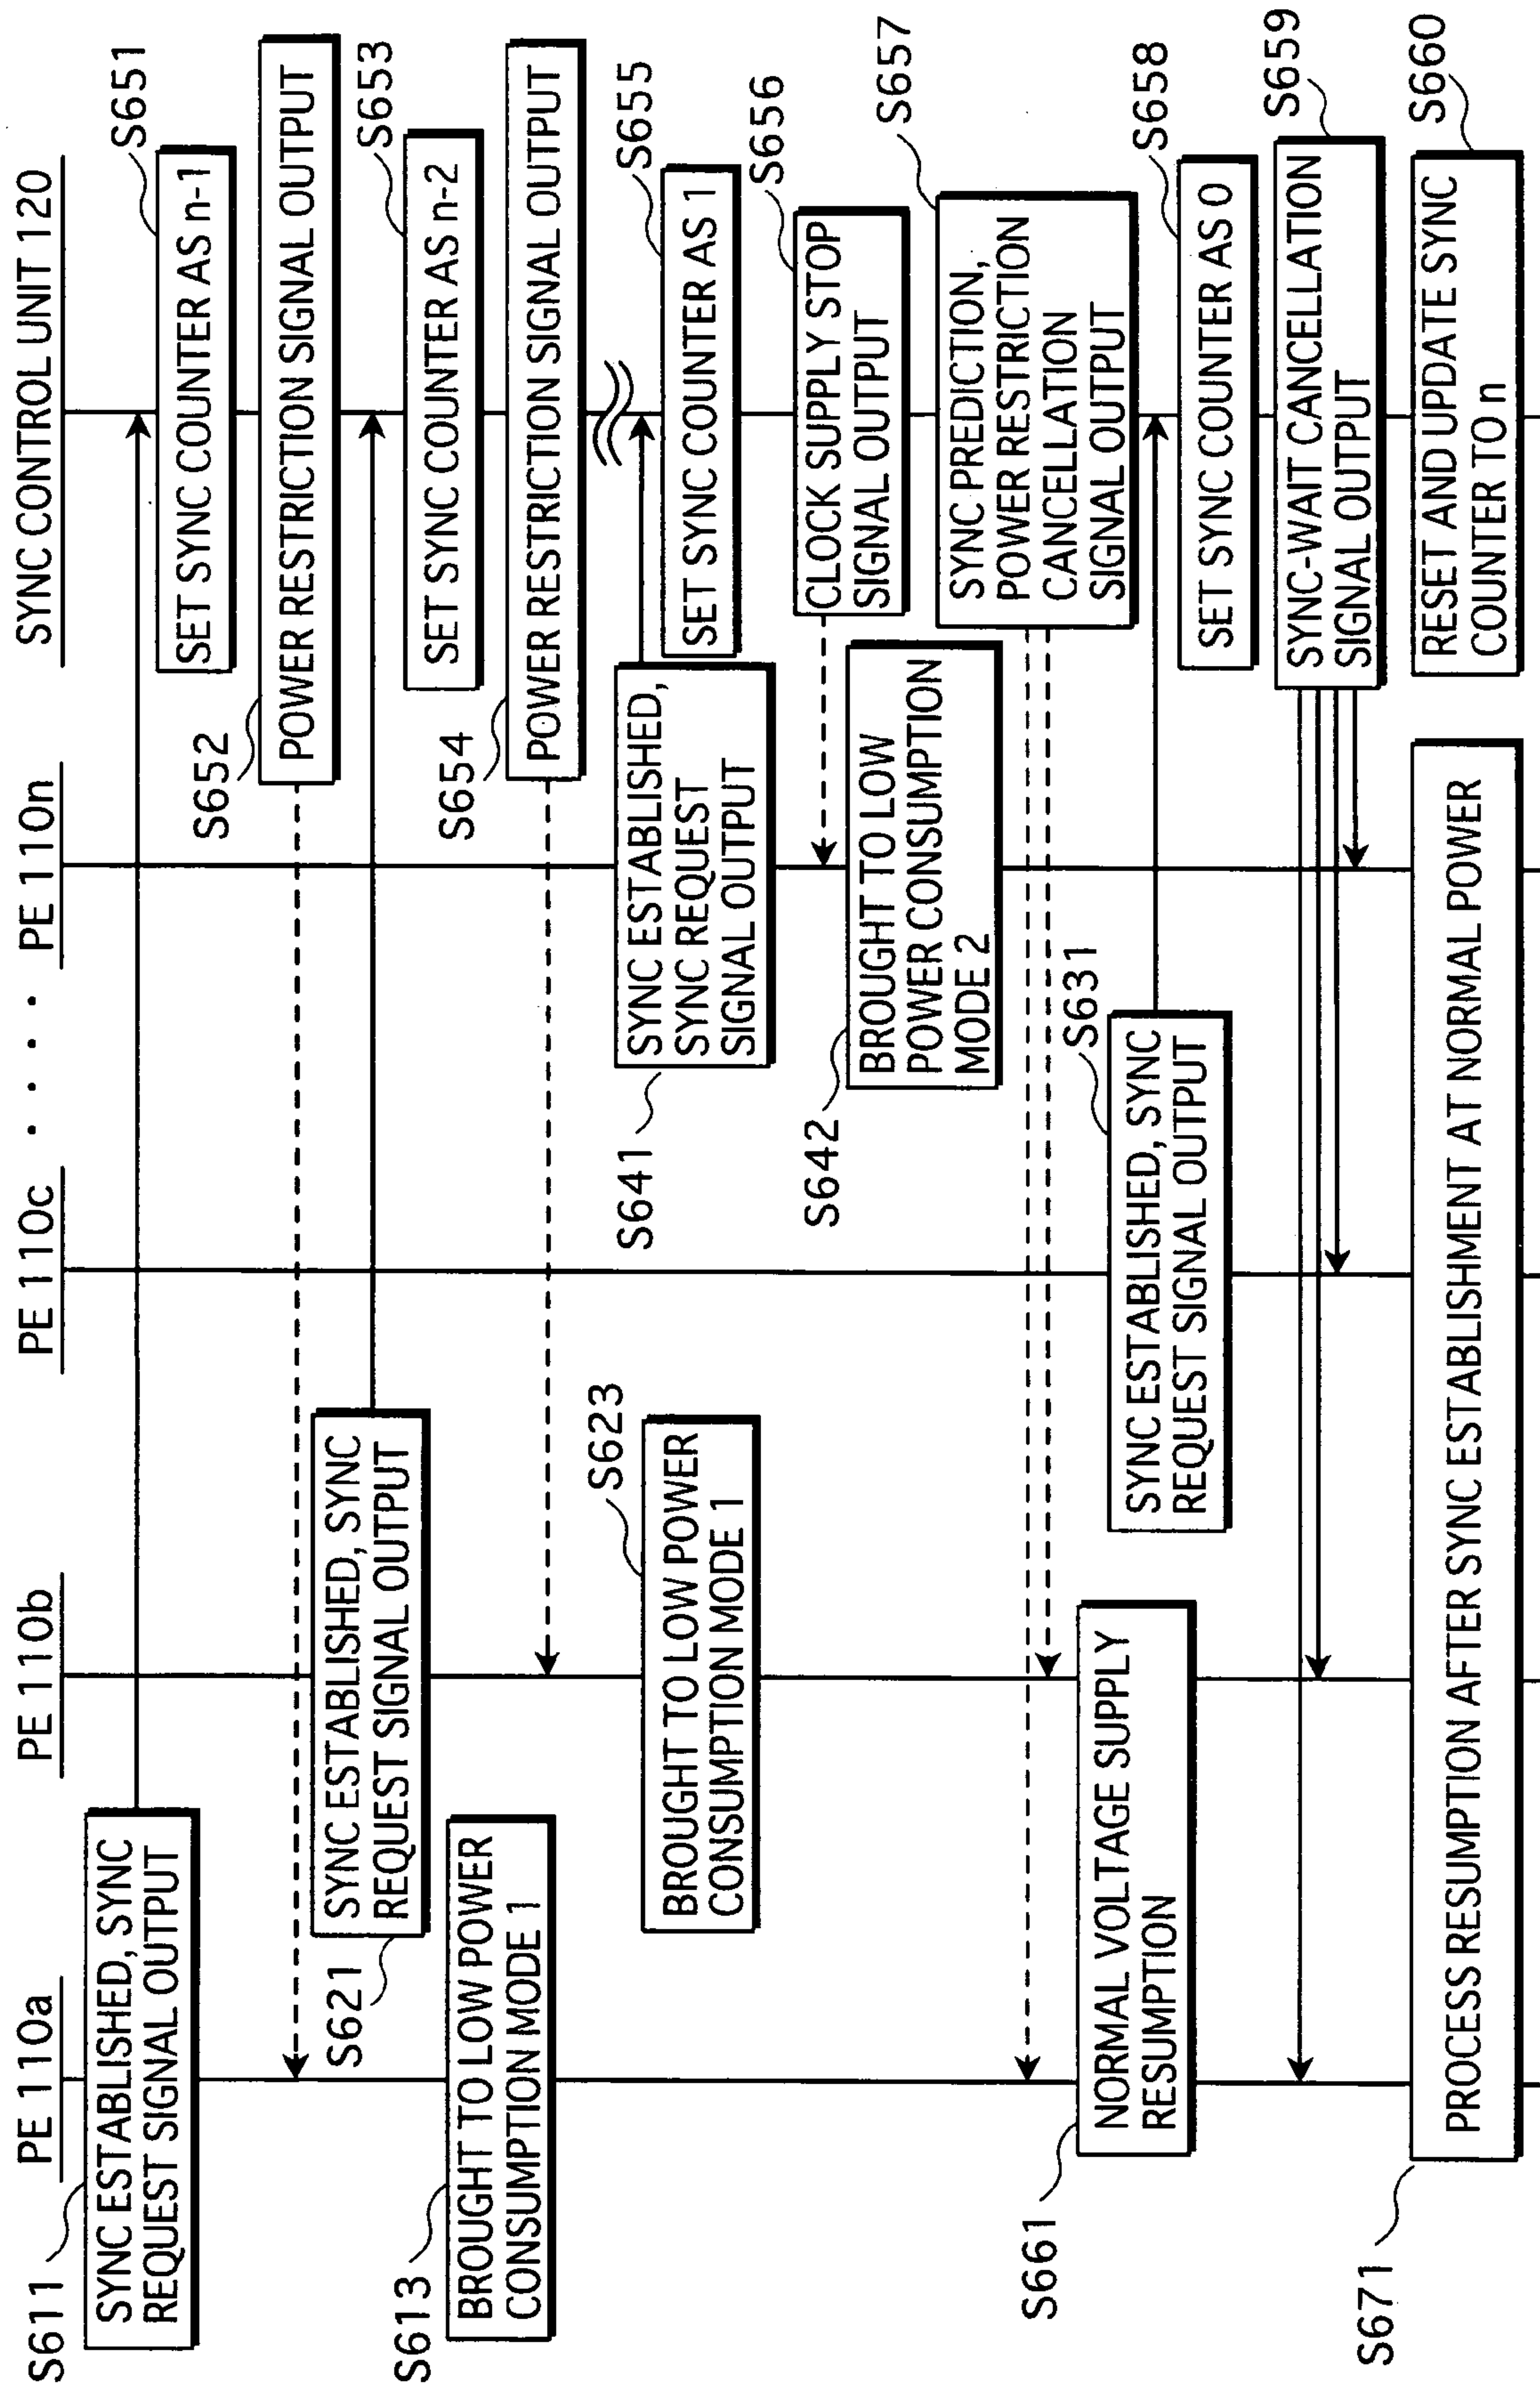 PE 110a
PE 110b
PE 110c
. . . .
PE 110n
SYNC CONTROL UNIT 120
S611
SYNC ESTABLISHED, SYNC
REQUEST SIGNAL OUTPUT
S651
SET SYNC COUNTER AS n-1
S652
POWER RESTRICTION SIGNAL OUTPUT
S621
SYNC ESTABLISHED, SYNC
REQUEST SIGNAL OUTPUT
S653
SET SYNC COUNTER AS n-2
S613
BROUGHT TO LOW POWER
CONSUMPTION MODE 1
S654
POWER RESTRICTION SIGNAL OUTPUT
S623
BROUGHT TO LOW POWER
CONSUMPTION MODE 1
S641
SYNC ESTABLISHED,
SYNC REQUEST
SIGNAL OUTPUT
S655
SET SYNC COUNTER AS 1
S656
CLOCK SUPPLY STOP
SIGNAL OUTPUT
S642
BROUGHT TO LOW
POWER CONSUMPTION
MODE 2
S657
SYNC PREDICTION,
POWER RESTRICTION
CANCELLATION
SIGNAL OUTPUT
S661
NORMAL VOLTAGE SUPPLY
RESUMPTION
S631
SYNC ESTABLISHED, SYNC
REQUEST SIGNAL OUTPUT
S658
SET SYNC COUNTER AS 0
S659
SYNC-WAIT CANCELLATION
SIGNAL OUTPUT
S660
RESET AND UPDATE SYNC
COUNTER TO n
S671
PROCESS RESUMPTION AFTER SYNC ESTABLISHMENT AT NORMAL POWER